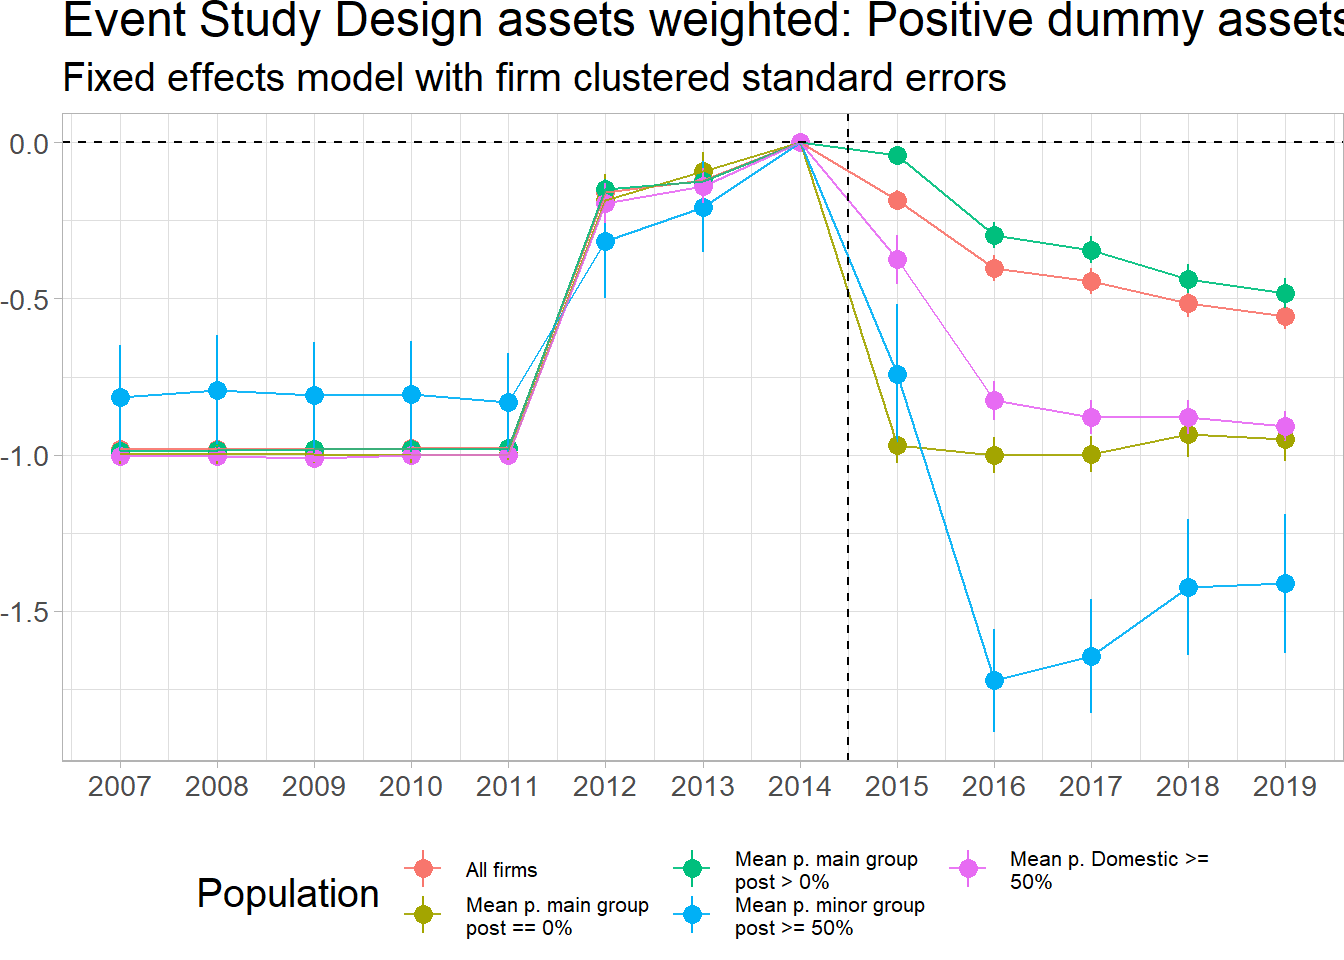 Event Study Design assets weighted: Positive dummy assets
Fixed effects model with firm clustered standard errors
0.0
-0.5
-1.0
-1.5
2007 2008 2009 2010 2011 2012 2013 2014 2015 2016 2017 2018 2019
Population
All firms
Mean p. main group
post == 0%
Mean p. main group
post > 0%
Mean p. minor group
post >= 50%
Mean p. Domestic >=
50%